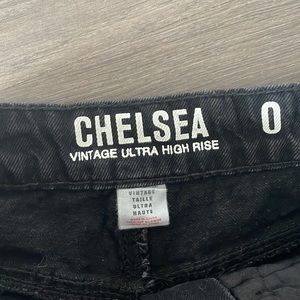 CHELSEA 0
VINTAGE ULTRA HIGH RISE
VINTAGE
TAILLE
ULTRA
HAUTE